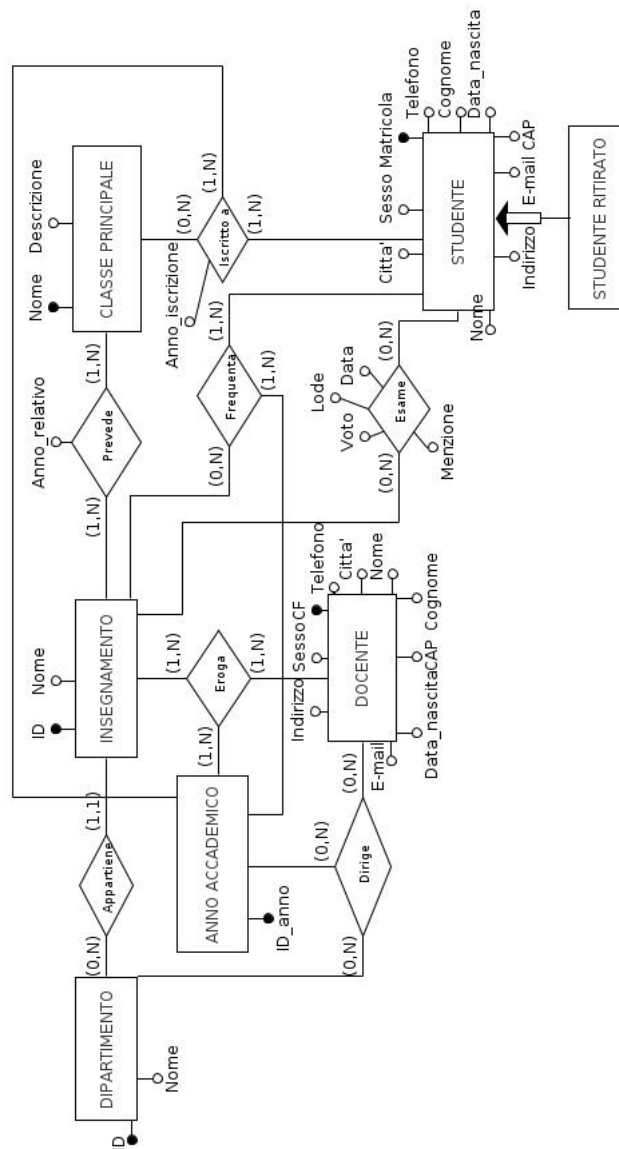 Descrizione
Nome
Anno_relativo
Nome
ID
CLASSE PRINCIPALE
(1,N)
Prevede
(1,N)
INSEGNAMENTO
(1,1)
Appartiene
(0,N)
DIPARTIMENTO
ID
Nome
Anno_iscrizione
(0,N)
(1,N)
Iscritto a
(1,N)
(1,N)
Frequenta
(0,N)
(1,N)
(1,N)
Eroga
(1,N)
(1,N)
ANNO ACCADEMICO
ID_anno
Lode
Voto
Data
(0,N)
Esame
(0,N)
Menzione
Indirizzo
Sesso
CF
Telefono
Citta'
Nome
DOCENTE
Cognome
CAP
Data_nascita
E-mail
(0,N)
(0,N)
Dirige
(0,N)
Citta'
Sesso
Matricola
Telefono
Cognome
Data_nascita
STUDENTE
Nome
Indirizzo
E-mail
CAP
STUDENTE RITIRATO